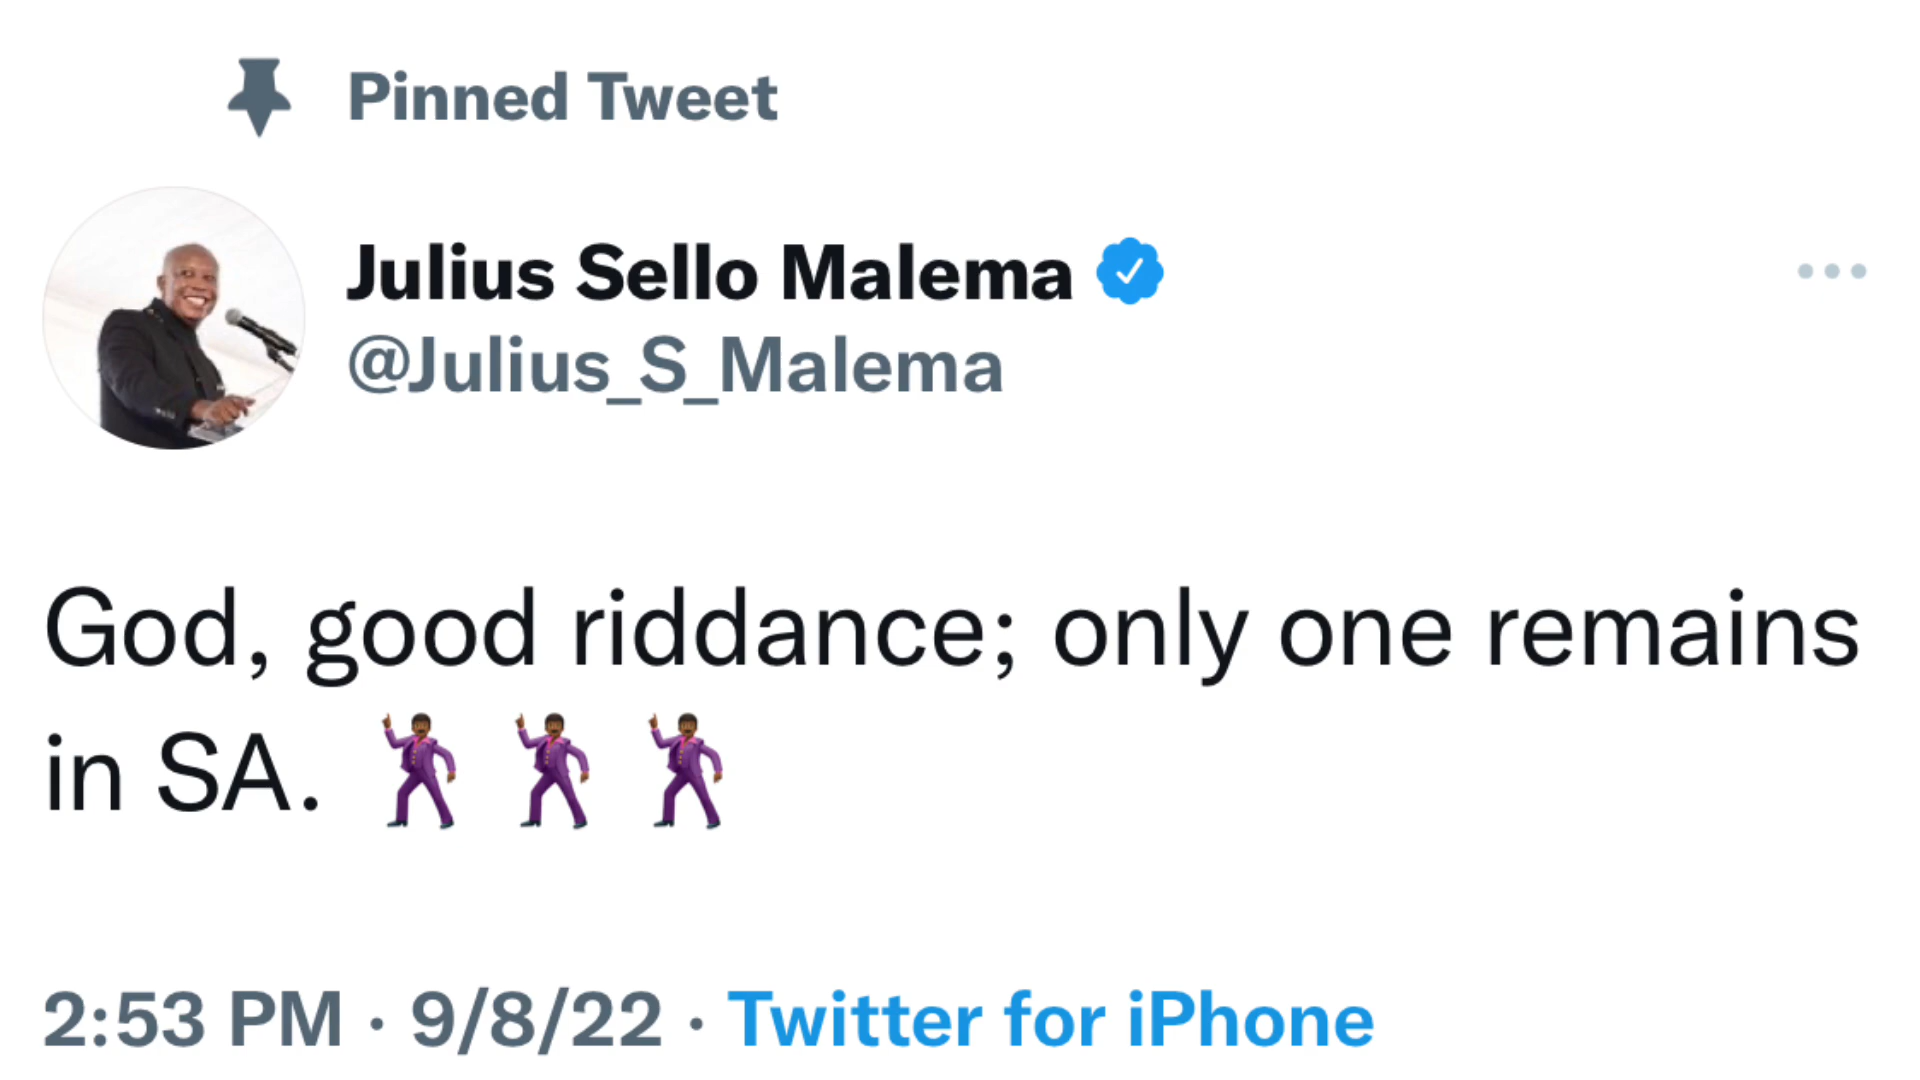 Pinned Tweet
Julius Sello Malema
@Julius_S_Malema
God, good riddance; only one remains
in SA. 🕺🏾 🕺🏾 🕺🏾
2:53 PM · 9/8/22 · Twitter for iPhone